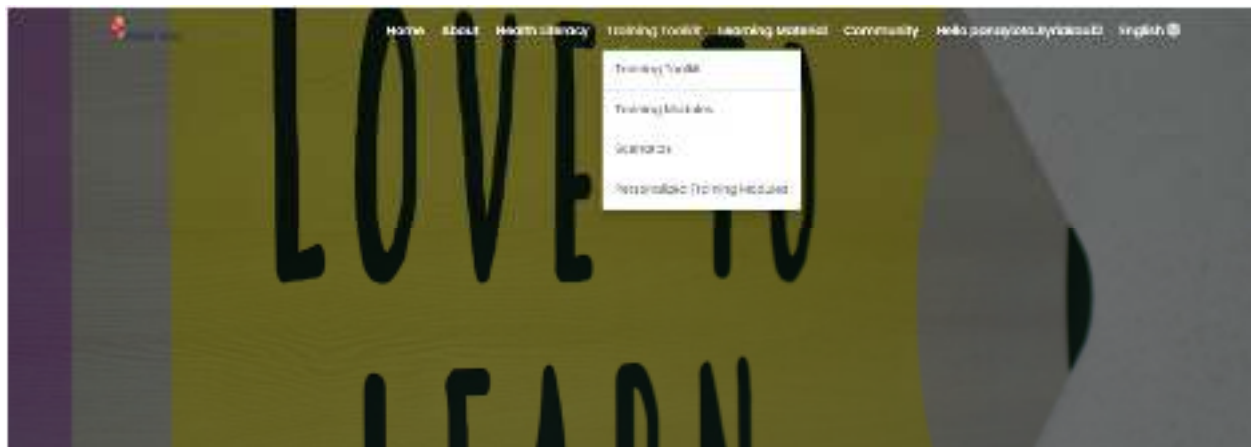 Home About Health Literacy Training Toolkit Learning Material Community Hello English
Training Toolkit
Training Modules
Scenarios
Personalized Training Modules
LOVE TO
LEARN